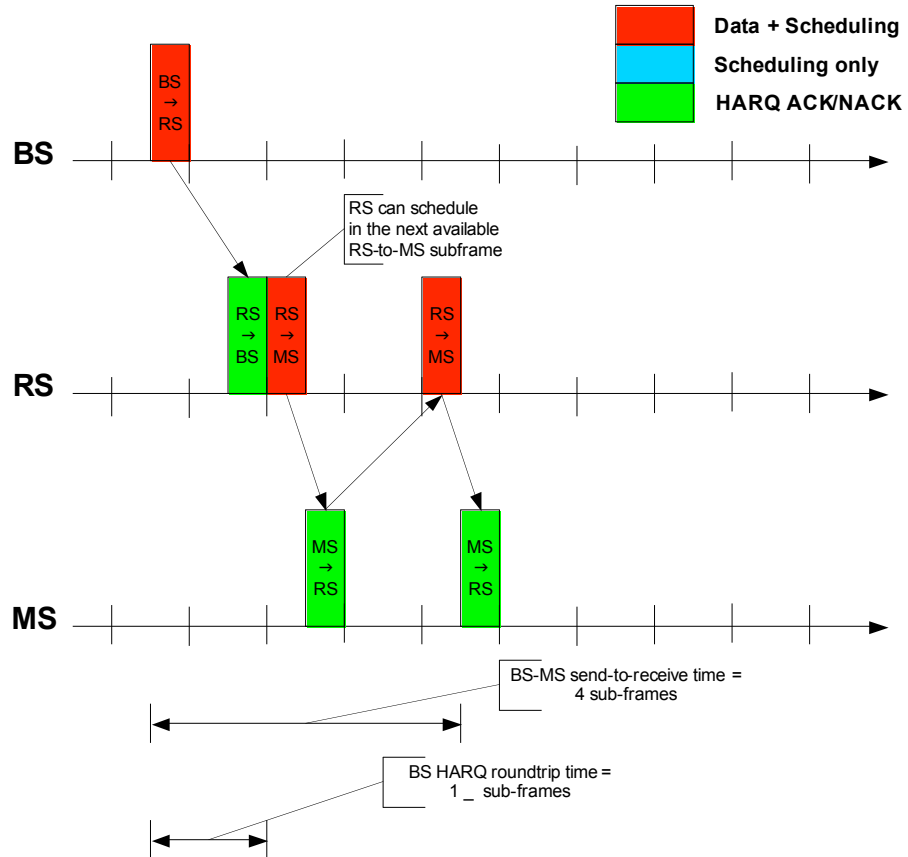 Data + Scheduling
Scheduling only
HARQ ACK/NACK
BS
→
RS
BS
RS can schedule
in the next available
RS-to-MS subframe
RS
→
BS
RS
→
MS
RS
→
MS
RS
MS
→
RS
MS
→
RS
MS
BS-MS send-to-receive time =
4 sub-frames
BS HARQ roundtrip time =
1 _ sub-frames